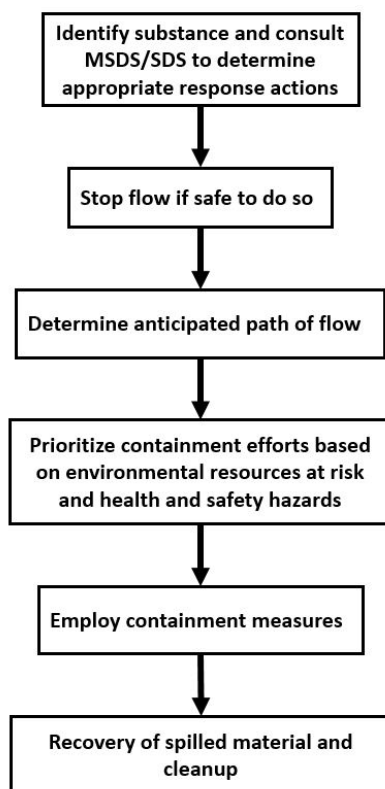 Identify substance and consult
MSDS/SDS to determine
appropriate response actions
Stop flow if safe to do so
Determine anticipated path of flow
Prioritize containment efforts based
on environmental resources at risk
and health and safety hazards
Employ containment measures
Recovery of spilled material and
cleanup